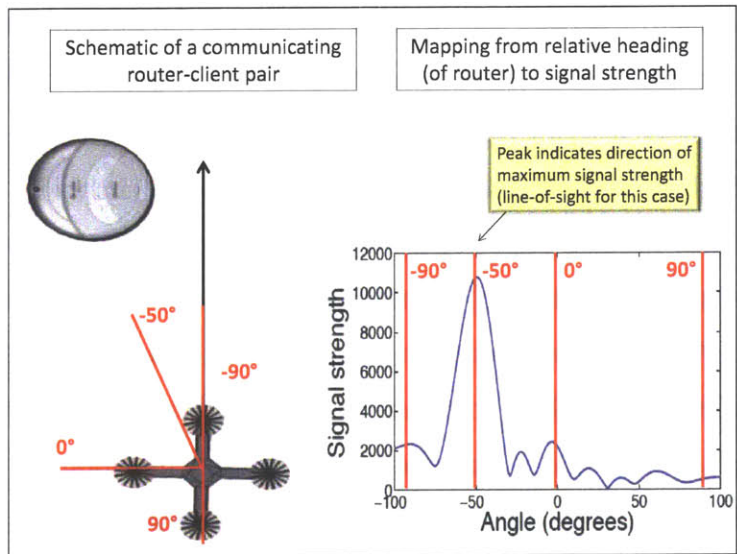 Schematic of a communicating
router-client pair
Mapping from relative heading
(of router) to signal strength
Peak indicates direction of
maximum signal strength
(line-of-sight for this case)
-50°
-90°
0°
90°
Signal strength
12000
10000
8000
6000
4000
2000
0
-90°
-50°
0°
90°
-100
-50
0
50
100
Angle (degrees)